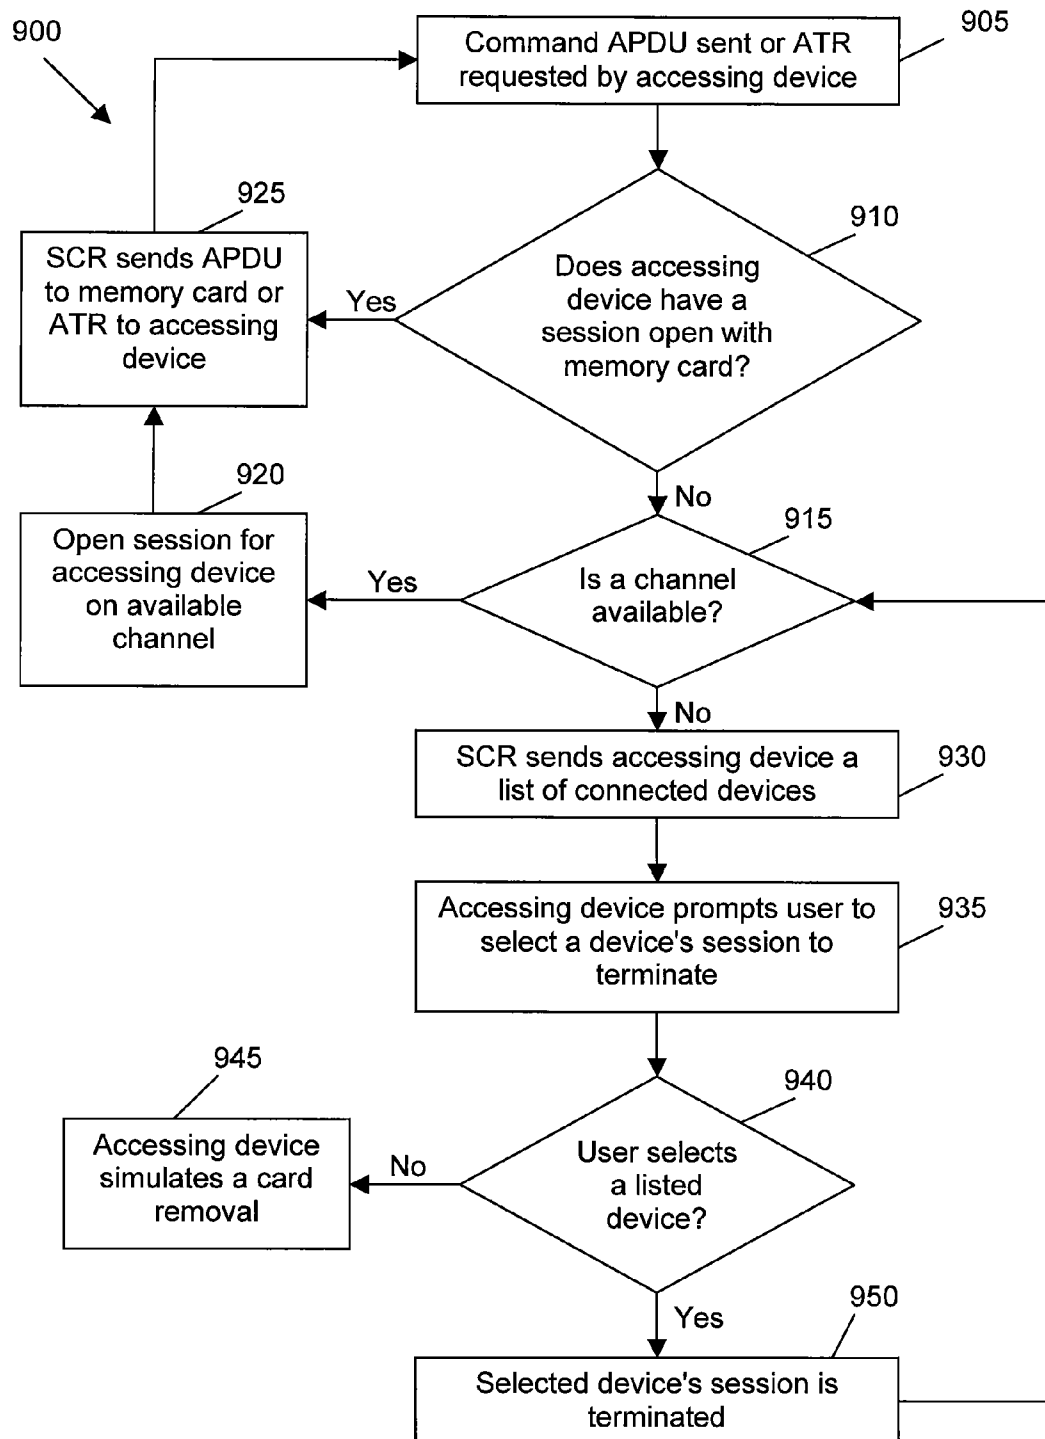 900
Command APDU sent or ATR
requested by accessing device
905
925
SCR sends APDU
to memory card or
ATR to accessing
device
Yes
Does accessing
device have a
session open with
memory card?
910
No
920
Open session for
accessing device
on available
channel
Yes
Is a channel
available?
915
No
SCR sends accessing device a
list of connected devices
930
Accessing device prompts user to
select a device's session to
terminate
935
945
Accessing device
simulates a card
removal
No
User selects
a listed
device?
940
Yes
950
Selected device's session is
terminated